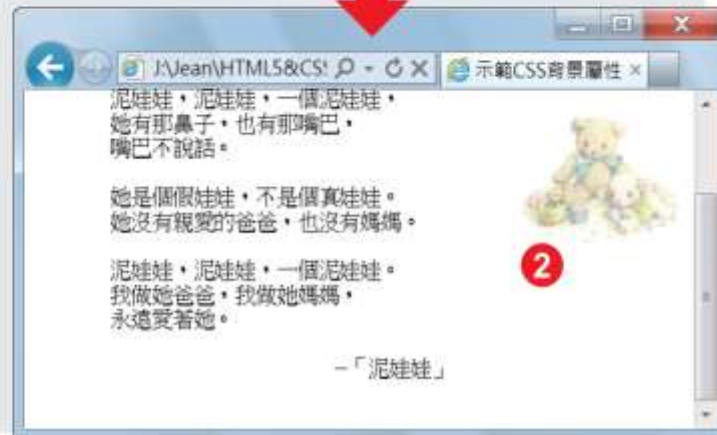 J:\Jean\HTML5&CS!
示範CSS背景屬性
泥娃娃，泥娃娃，一個泥娃娃，
她有那鼻子，也有那嘴巴，
嘴巴不說話。
她是個假娃娃，不是個真娃娃。
她沒有親愛的爸爸，也沒有媽媽。
泥娃娃，泥娃娃，一個泥娃娃。
我做她爸爸，我做她媽媽，
永遠愛著她。
2
－「泥娃娃」